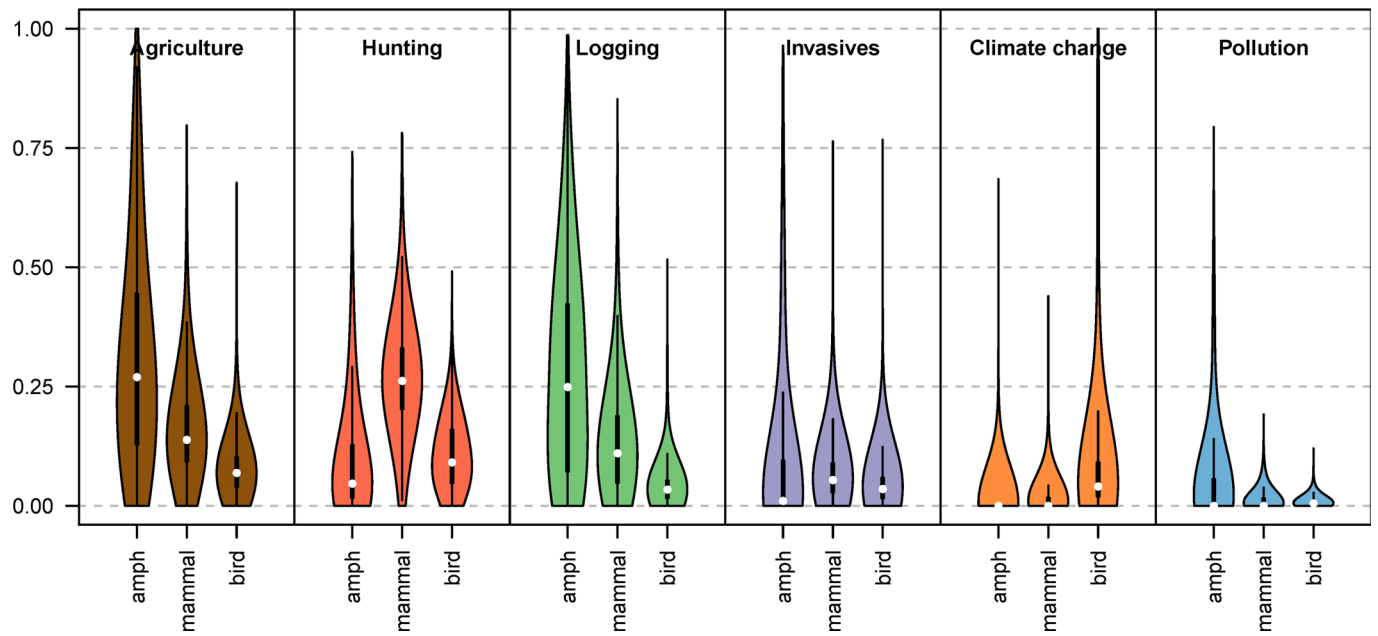 Agriculture Hunting Logging Invasives Climate change Pollution
1.00
0.75
0.50
0.25
0.00
amph mammal bird amph mammal bird amph mammal bird amph mammal bird amph mammal bird amph mammal bird